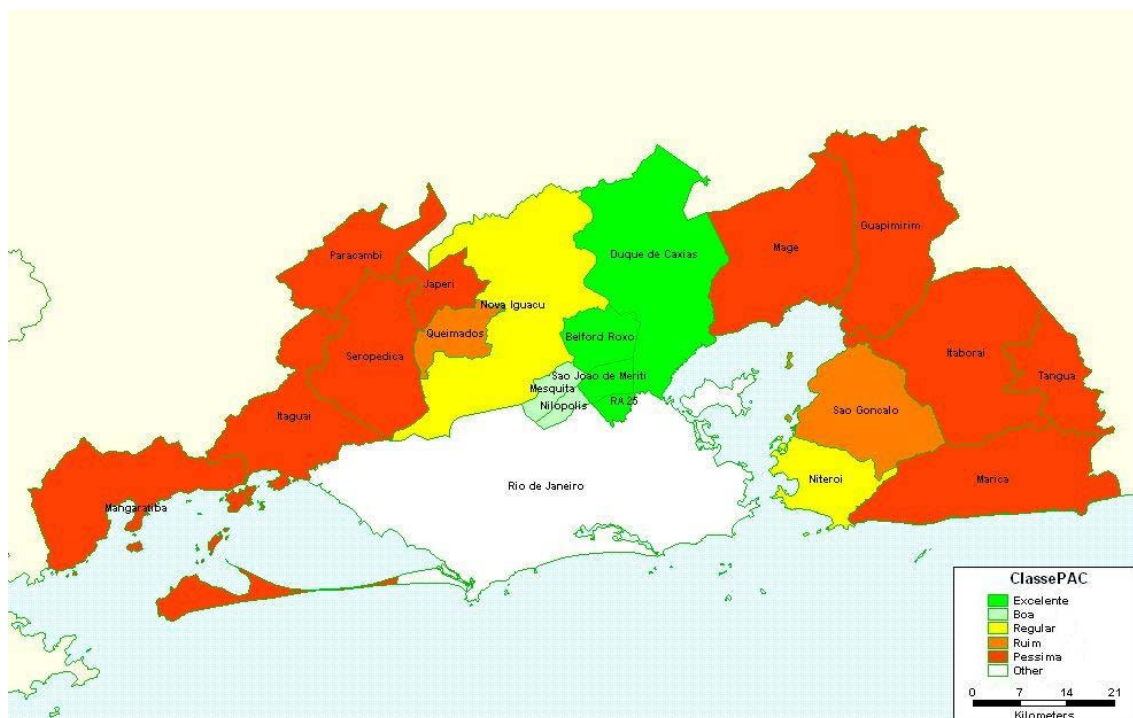 Guapimirim
Mage
Duque de Caxias
Paracambi
Japeri
Nova Iguacu
Queimados
Belford Roxo
Seropedica
Itaborai
Sao Joao de Meriti
Tangua
Mesquita
RA 25
Nilopolis
Itaguai
Sao Goncalo
Niteroi
Marica
Rio de Janeiro
Mangaratiba
ClassePAC
Excelente
Boa
Regular
Ruim
Pessima
Other
0 7 14 21
Kilometers